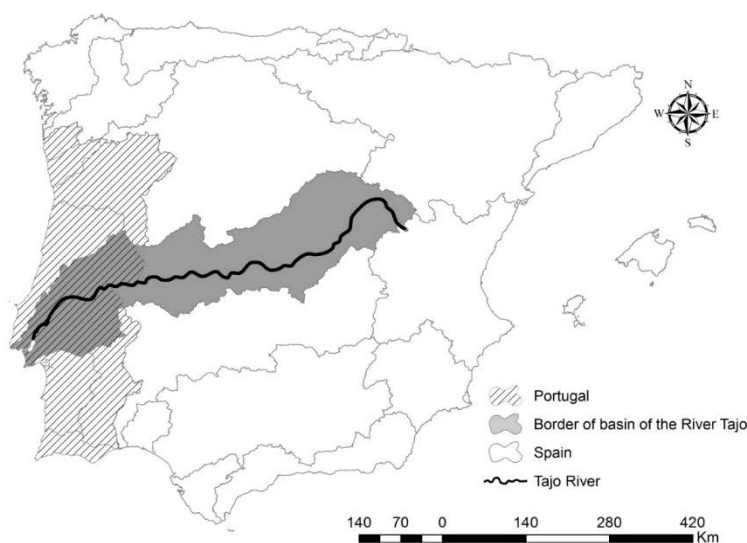 N
W E
S
Portugal
Border of basin of the River Tajo
Spain
Tajo River
140 70 0 140 280 420
Km